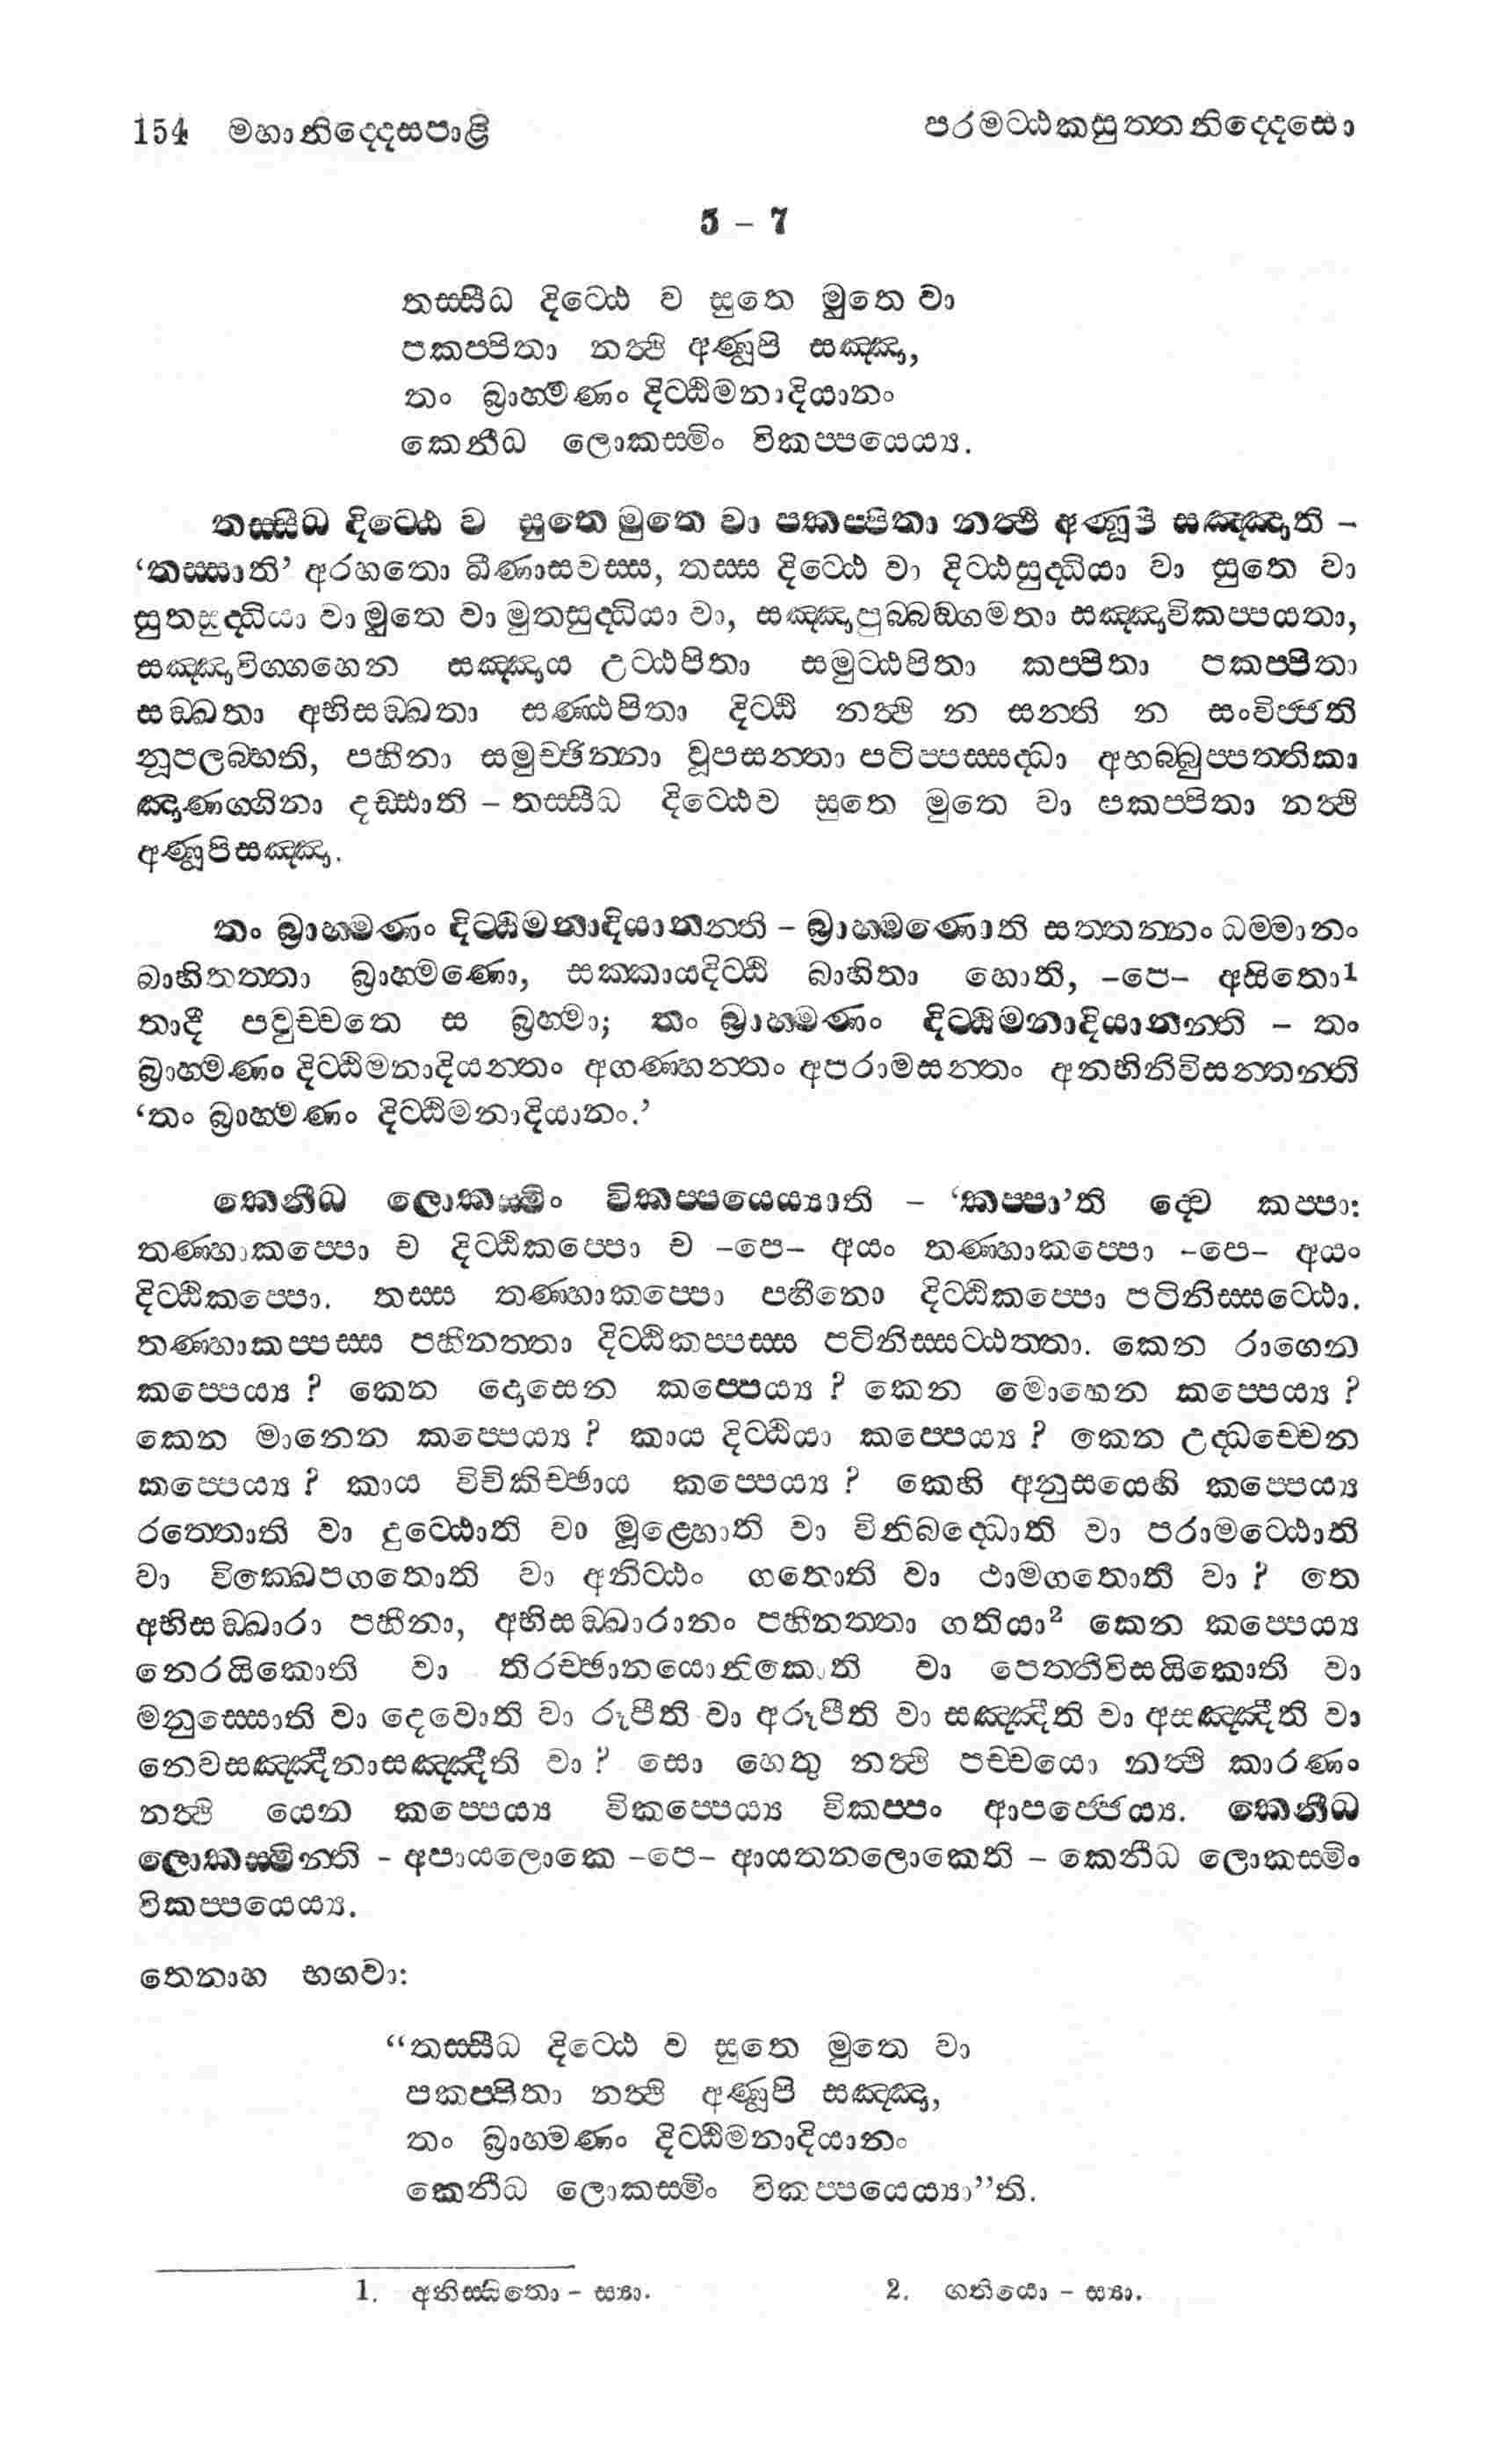 154 මහානිද්දෙසපාළි පරමට්ඨකසුත්තනිද්දෙසො
5 – 7
තස්සීධ දිට්ඨෙ ව සුතෙ මුතෙ වා
පකප්පිතා නත්ථි අණූපි සඤ්ඤා,
තං බ්‍රාහ්මණං දිට්ඨිමනාදියානං
කෙනීධ ලොකස්මිං විකප්පයෙය්‍ය.
තස්සීධ දිට්ඨෙ ව සුතෙ මුතෙ වා පකප්පිතා නත්ථි අණූපි සඤ්ඤාති –
‘තස්සාති’ අරහතො ඛීණාසවස්ස, තස්ස දිට්ඨෙ වා දිට්ඨසුද්ධියා වා සුතෙ වා
සුතසුද්ධියා වා මුතෙ වා මුතසුද්ධියා වා, සඤ්ඤාපුබ්බඞ්ගමතා සඤ්ඤාවිකප්පයතා,
සඤ්ඤාවිග්ගහෙන සඤ්ඤාය උට්ඨපිතා සමුට්ඨපිතා කප්පිතා පකප්පිතා
සඞ්ඛතා අභිසඞ්ඛතා සණ්ඨපිතා දිට්ඨි නත්ථි න සන්ති න සංවිජ්ජති
නූපලබ්භති, පහීනා සමුච්ඡින්නා වූපසන්තා පටිප්පස්සද්ධා අභබ්බුප්පත්තිකා
ඤාණග්ගිනා දඩ්ඪාති – තස්සීධ දිට්ඨෙව සුතෙ මුතෙ වා පකප්පිතා නත්ථි
අණූපිසඤ්ඤා.
තං බ්‍රාහ්මණං දිට්ඨිමනාදියානන්ති – බ්‍රාහ්මණොති සත්තන්නං ධම්මානං
බාහිතත්තා බ්‍රාහ්මණො, සක්කායදිට්ඨි බාහිතා හොති, –පෙ– අසිතො1
තාදී පවුච්චතෙ ස බ්‍රහ්මා; තං බ්‍රාහ්මණං දිට්ඨිමනාදියානන්ති – තං
බ්‍රාහ්මණං දිට්ඨිමනාදියන්තං අගණ්හන්තං අපරාමසන්තං අනභිනිවිසන්තන්ති
‘තං බ්‍රාහ්මණං දිට්ඨිමනාදියානං.’
කෙනීධ ලොකස්මිං විකප්පයෙය්‍යාති – ‘කප්පා’ති ද්වෙ කප්පා:
තණ්හාකප්පො ච දිට්ඨිකප්පො ච –පෙ– අයං තණ්හාකප්පො –පෙ– අයං
දිට්ඨිකප්පො. තස්ස තණ්හාකප්පො පහීනො දිට්ඨිකප්පො පටිනිස්සට්ඨො.
තණ්හාකප්පස්ස පහීනත්තා දිට්ඨිකප්පස්ස පටිනිස්සට්ඨත්තා. කෙන රාගෙන
කප්පෙය්‍ය ? කෙන දොසෙන කප්පෙය්‍ය ? කෙන මොහෙන කප්පෙය්‍ය ?
කෙන මානෙන කප්පෙය්‍ය ? කාය දිට්ඨියා කප්පෙය්‍ය ? කෙන උද්ධච්චෙන
කප්පෙය්‍ය ? කාය විචිකිච්ඡාය කප්පෙය්‍ය ? කෙහි අනුසයෙහි කප්පෙය්‍ය
රත්තොති වා දුට්ඨොති වා මූළ්හොති වා විනිබද්ධොති වා පරාමට්ඨොති
වා වික්ඛෙපගතොති වා අනිට්ඨං ගතොති වා ථාමගතොති වා ? තෙ
අභිසඞ්ඛාරා පහීනා, අභිසඞ්ඛාරානං පහීනත්තා ගතියා2 කෙන කප්පෙය්‍ය
නෙරයිකොති වා තිරච්ඡානයොනිකොති වා පෙත්තිවිසයිකොති වා
මනුස්සොති වා දෙවොති වා රූපීති වා අරූපීති වා සඤ්ඤීති වා අසඤ්ඤීති වා
නෙවසඤ්ඤීනාසඤ්ඤීති වා ? සො හෙතු නත්ථි පච්චයො නත්ථි කාරණං
නත්ථි යෙන කප්පෙය්‍ය විකප්පෙය්‍ය විකප්පං ආපජ්ජෙය්‍ය. කෙනීධ
ලොකස්මින්ති – අපායලොකෙ –පෙ– ආයතනලොකෙති – කෙනීධ ලොකස්මිං
විකප්පයෙය්‍ය.
තෙනාහ භගවා:
“තස්සීධ දිට්ඨෙ ව සුතෙ මුතෙ වා
පකප්පිතා නත්ථි අණූපි සඤ්ඤා,
තං බ්‍රාහ්මණං දිට්ඨිමනාදියානං
කෙනීධ ලොකස්මිං විකප්පයෙය්‍යා”ති.
1. අනිස්සිතො – ස්‍යා. 2. ගතියො – ස්‍යා.